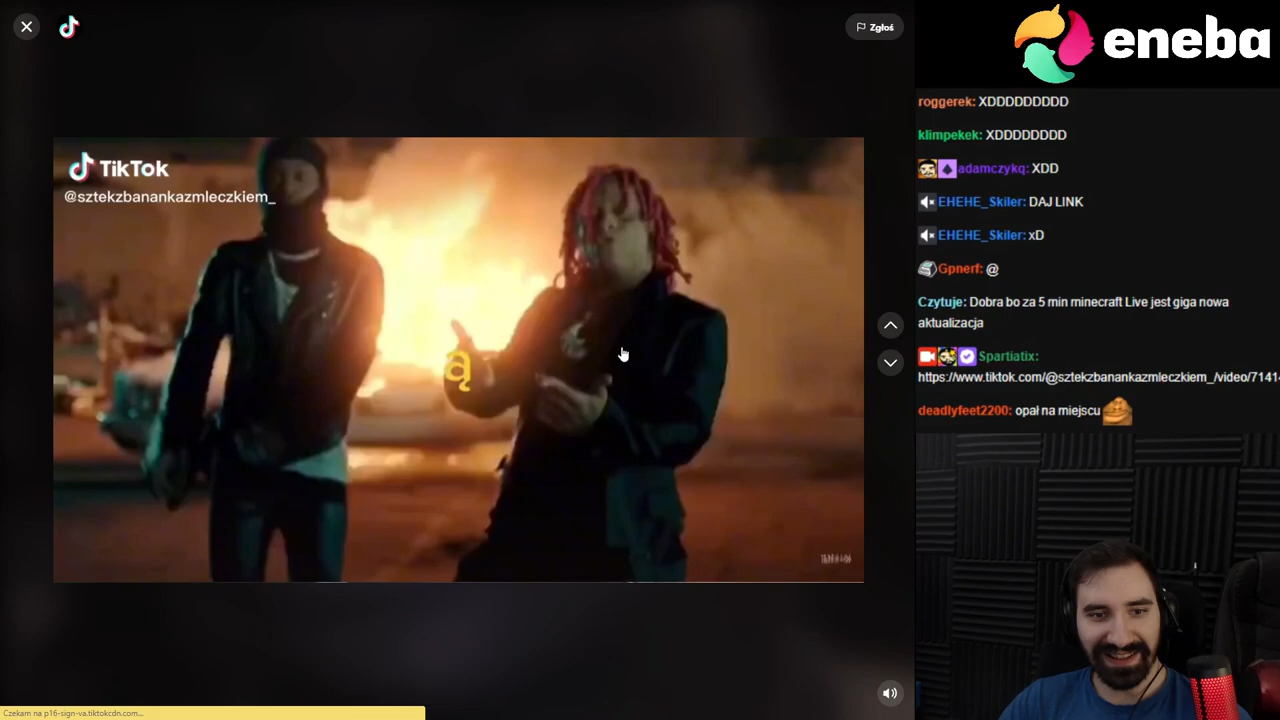 Zgłoś
TikTok
@sztekzbanankazmleczkiem_
ą
eneba
roggerek: XDDDDDDDDD
klimpekek: XDDDDDDDD
adamczykq: XDD
EHEHE_Skiler: DAJ LINK
EHEHE_Skiler: xD
Gpnerf: @
Czytuje: Dobra bo za 5 min minecraft Live jest giga nowa
aktualizacja
Spartiatix:
https://www.tiktok.com/@sztekzbanankazmleczkiem_/video/7141
deadlyfeet2200: opał na miejscu
Czekam na p16-sign-va.tiktokcdn.com...